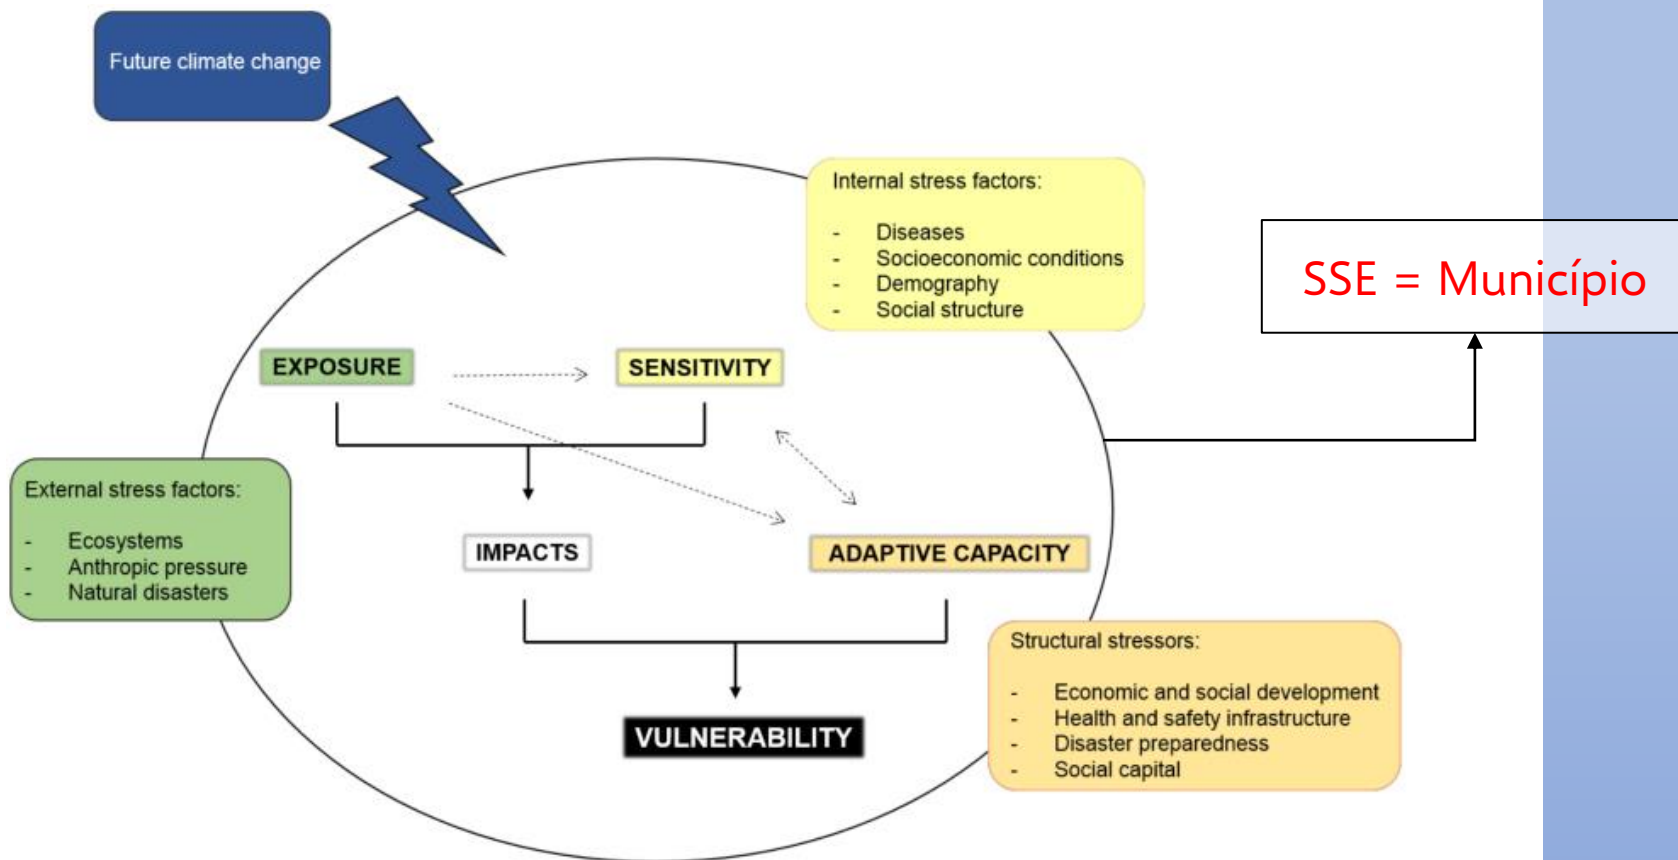 Future climate change
Internal stress factors:
- Diseases
- Socioeconomic conditions
- Demography
- Social structure
SSE = Município
EXPOSURE
SENSITIVITY
External stress factors:
- Ecosystems
- Anthropic pressure
- Natural disasters
IMPACTS
ADAPTIVE CAPACITY
Structural stressors:
- Economic and social development
- Health and safety infrastructure
- Disaster preparedness
- Social capital
VULNERABILITY